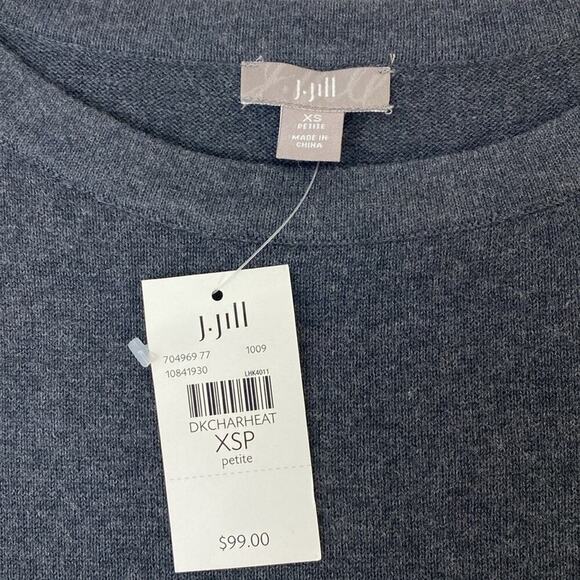 J.Jill
XS
PETITE
MADE IN
CHINA
J.Jill
704969 77 1009
10841930
LHK4011
DKCHARHEAT
XSP
petite
$99.00